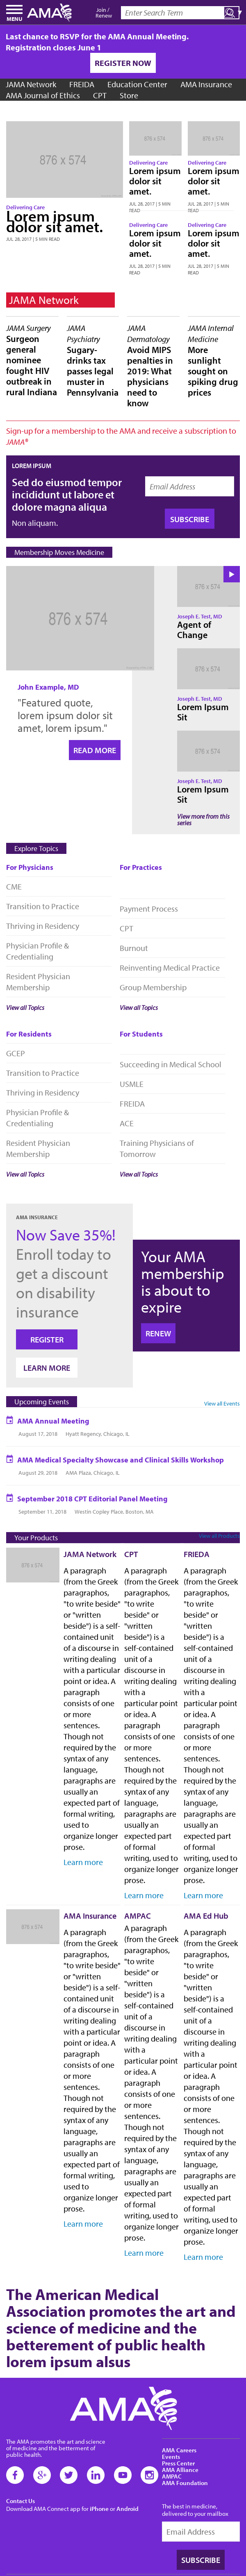 MENU
AMA
Join /
Renew
Enter Search Term
Last chance to RSVP for the AMA Annual Meeting.
Registration closes June 1
REGISTER NOW
JAMA Network FREIDA Education Center AMA Insurance
AMA Journal of Ethics CPT Store
876 x 574
Delivering Care
Lorem ipsum
dolor sit amet.
JUL 28, 2017 | 5 MIN READ
876 x 574
Delivering Care
Lorem ipsum
dolor sit
amet.
JUL 28, 2017 | 5 MIN
READ
876 x 574
Delivering Care
Lorem ipsum
dolor sit
amet.
JUL 28, 2017 | 5 MIN
READ
Delivering Care
Lorem ipsum
dolor sit
amet.
JUL 28, 2017 | 5 MIN
READ
Delivering Care
Lorem ipsum
dolor sit
amet.
JUL 28, 2017 | 5 MIN
READ
JAMA Network
JAMA Surgery
Surgeon
general
nominee
fought HIV
outbreak in
rural Indiana
JAMA
Psychiatry
Sugary-
drinks tax
passes legal
muster in
Pennsylvania
JAMA
Dermatology
Avoid MIPS
penalties in
2019: What
physicians
need to
know
JAMA Internal
Medicine
More
sunlight
sought on
spiking drug
prices
Sign-up for a membership to the AMA and receive a subscription to
JAMA®
LOREM IPSUM
Sed do eiusmod tempor
incididunt ut labore et
dolore magna aliqua
Non aliquam.
Email Address
SUBSCRIBE
Membership Moves Medicine
876 x 574
John Example, MD
"Featured quote,
lorem ipsum dolor sit
amet, lorem ipsum."
READ MORE
876 x 574
Joseph E. Test, MD
Agent of
Change
876 x 574
Joseph E. Test, MD
Lorem Ipsum
Sit
876 x 574
Joseph E. Test, MD
Lorem Ipsum
Sit
View more from this
series
Explore Topics
For Physicians
CME
Transition to Practice
Thriving in Residency
Physician Profile &
Credentialing
Resident Physician
Membership
View all Topics
For Practices
Payment Process
CPT
Burnout
Reinventing Medical Practice
Group Membership
View all Topics
For Residents
GCEP
Transition to Practice
Thriving in Residency
Physician Profile &
Credentialing
Resident Physician
Membership
View all Topics
For Students
Succeeding in Medical School
USMLE
FREIDA
ACE
Training Physicians of
Tomorrow
View all Topics
AMA INSURANCE
Now Save 35%!
Enroll today to
get a discount
on disability
insurance
REGISTER
LEARN MORE
Your AMA
membership
is about to
expire
RENEW
Upcoming Events
View all Events
AMA Annual Meeting
August 17, 2018 Hyatt Regency, Chicago, IL
AMA Medical Specialty Showcase and Clinical Skills Workshop
August 29, 2018 AMA Plaza, Chicago, IL
September 2018 CPT Editorial Panel Meeting
September 11, 2018 Westin Copley Place, Boston, MA
Your Products
View all Products
876 x 574
JAMA Network
A paragraph
(from the Greek
paragraphos,
"to write beside"
or "written
beside") is a self-
contained unit
of a discourse in
writing dealing
with a particular
point or idea. A
paragraph
consists of one
or more
sentences.
Though not
required by the
syntax of any
language,
paragraphs are
usually an
expected part of
formal writing,
used to
organize longer
prose.
Learn more
CPT
A paragraph
(from the Greek
paragraphos,
"to write
beside" or
"written
beside") is a
self-contained
unit of a
discourse in
writing dealing
with a
particular point
or idea. A
paragraph
consists of one
or more
sentences.
Though not
required by the
syntax of any
language,
paragraphs are
usually an
expected part
of formal
writing, used to
organize longer
prose.
Learn more
FRIEDA
A paragraph
(from the Greek
paragraphos,
"to write
beside" or
"written
beside") is a
self-contained
unit of a
discourse in
writing dealing
with a
particular point
or idea. A
paragraph
consists of one
or more
sentences.
Though not
required by the
syntax of any
language,
paragraphs are
usually an
expected part
of formal
writing, used to
organize longer
prose.
Learn more
876 x 574
AMA Insurance
A paragraph
(from the Greek
paragraphos,
"to write beside"
or "written
beside") is a self-
contained unit
of a discourse in
writing dealing
with a particular
point or idea. A
paragraph
consists of one
or more
sentences.
Though not
required by the
syntax of any
language,
paragraphs are
usually an
expected part of
formal writing,
used to
organize longer
prose.
Learn more
AMPAC
A paragraph
(from the Greek
paragraphos,
"to write
beside" or
"written
beside") is a
self-contained
unit of a
discourse in
writing dealing
with a
particular point
or idea. A
paragraph
consists of one
or more
sentences.
Though not
required by the
syntax of any
language,
paragraphs are
usually an
expected part
of formal
writing, used to
organize longer
prose.
Learn more
AMA Ed Hub
A paragraph
(from the Greek
paragraphos,
"to write
beside" or
"written
beside") is a
self-contained
unit of a
discourse in
writing dealing
with a
particular point
or idea. A
paragraph
consists of one
or more
sentences.
Though not
required by the
syntax of any
language,
paragraphs are
usually an
expected part
of formal
writing, used to
organize longer
prose.
Learn more
The American Medical
Association promotes the art and
science of medicine and the
betterement of public health
lorem ipsum alsus
AMA
The AMA promotes the art and science
of medicine and the betterment of
public health.
Contact Us
Download AMA Connect app for iPhone or Android
AMA Careers
Events
Press Center
AMA Alliance
AMPAC
AMA Foundation
The best in medicine,
delivered to your mailbox
Email Address
SUBSCRIBE